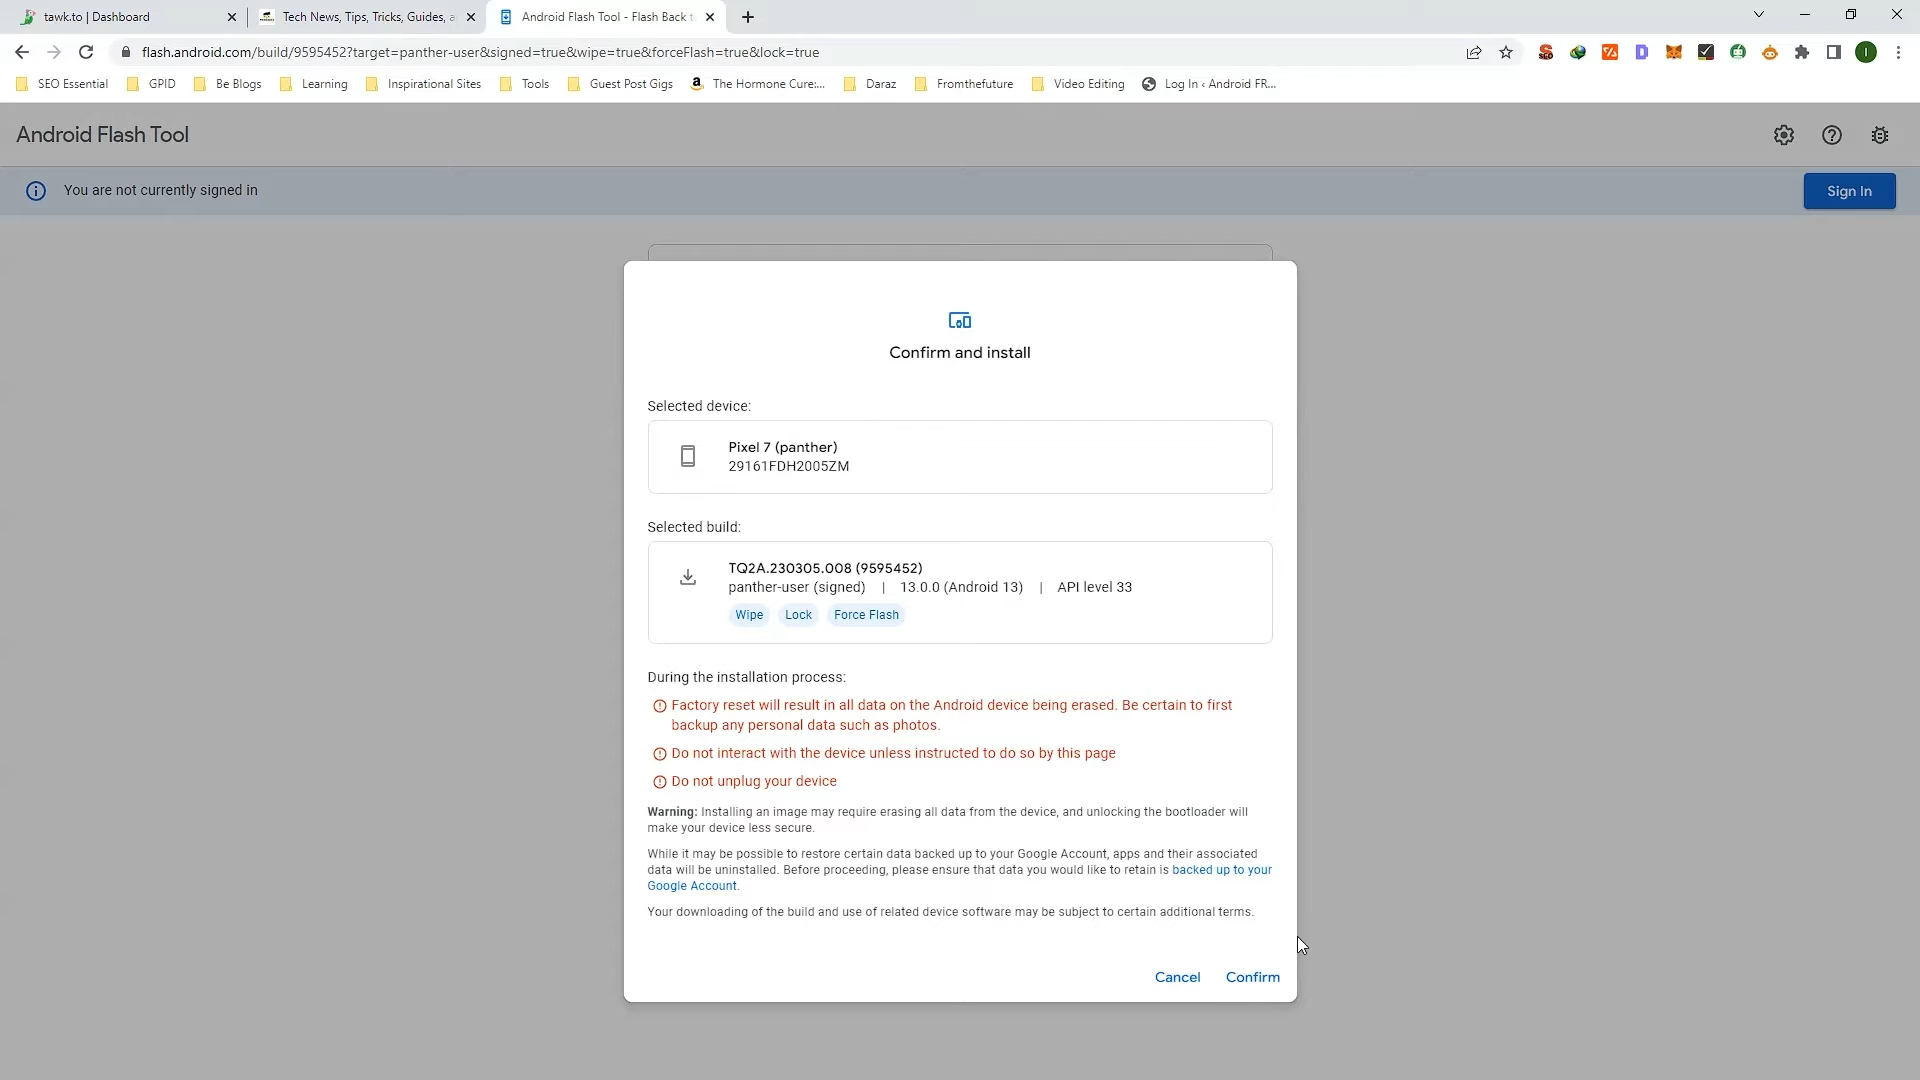 tawk.to | Dashboard
Tech News, Tips, Tricks, Guides, a
Android Flash Tool - Flash Back t
flash.android.com/build/9595452?target=panther-user&signed=true&wipe=true&forceFlash=true&lock=true
SEO
I
SEO Essential
GPID
Be Blogs
Learning
Inspirational Sites
Tools
Guest Post Gigs
The Hormone Cure:...
Daraz
Fromthefuture
Video Editing
Log In ‹ Android FR...
Android Flash Tool
You are not currently signed in
Sign In
Confirm and install
Selected device:
Pixel 7 (panther)
29161FDH2005ZM
Selected build:
TQ2A.230305.008 (9595452)
panther-user (signed) | 13.0.0 (Android 13) | API level 33
Wipe Lock Force Flash
During the installation process:
Factory reset will result in all data on the Android device being erased. Be certain to first
backup any personal data such as photos.
Do not interact with the device unless instructed to do so by this page
Do not unplug your device
Warning: Installing an image may require erasing all data from the device, and unlocking the bootloader will
make your device less secure.
While it may be possible to restore certain data backed up to your Google Account, apps and their associated
data will be uninstalled. Before proceeding, please ensure that data you would like to retain is backed up to your
Google Account.
Your downloading of the build and use of related device software may be subject to certain additional terms.
Cancel Confirm